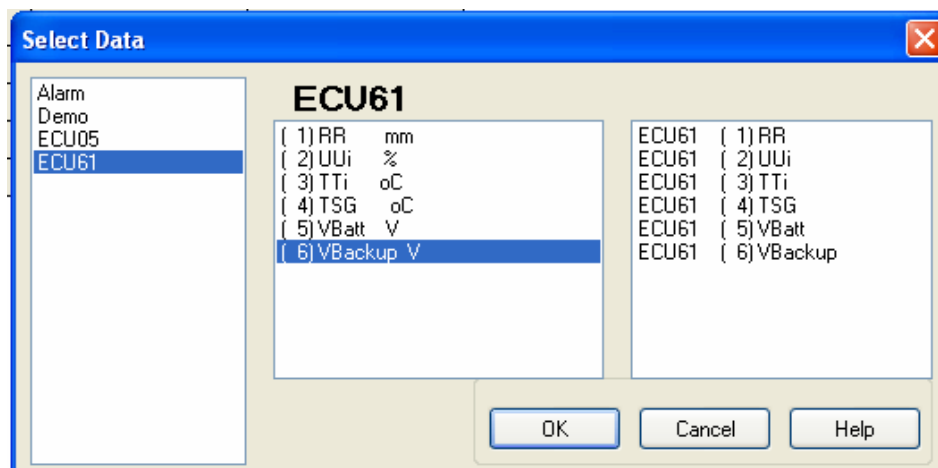 Select Data
Alarm
Demo
ECU05
ECU61
ECU61
( 1) RR mm
( 2) UUi %
( 3) TTi oC
( 4) TSG oC
( 5) VBatt V
( 6) VBackup V
ECU61 ( 1) RR
ECU61 ( 2) UUi
ECU61 ( 3) TTi
ECU61 ( 4) TSG
ECU61 ( 5) VBatt
ECU61 ( 6) VBackup
OK Cancel Help